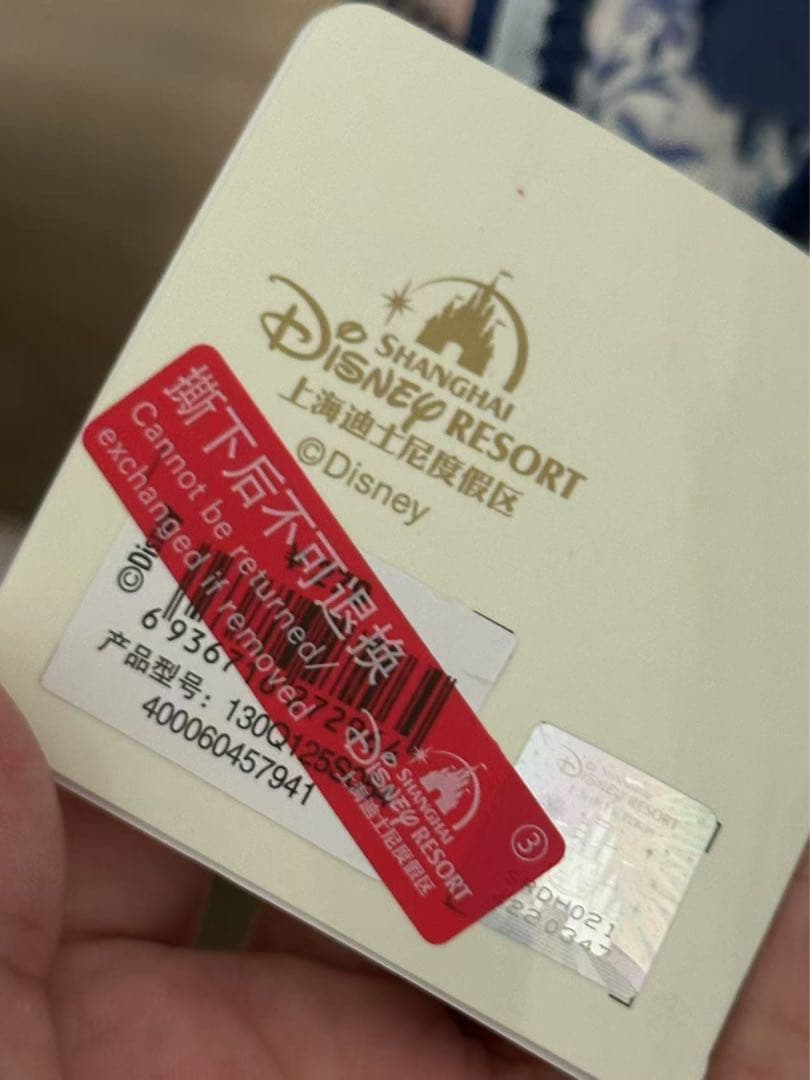 SHANGHAI
Disney RESORT
上海迪士尼度假区
©Disney
撕下后不可退换
Cannot be returned/
exchanged if removed
产品型号：
400060457941
SHANGHAI
Disney RESORT
上海迪士尼度假区
③
SRDH021